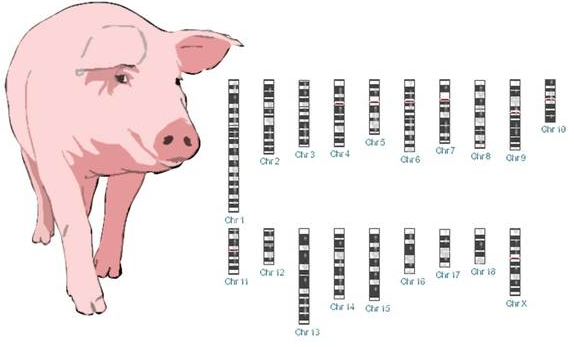 Chr 1
Chr 2
Chr 3
Chr 4
Chr 5
Chr 6
Chr 7
Chr 8
Chr 9
Chr 10
Chr 11
Chr 12
Chr 13
Chr 14
Chr 15
Chr 16
Chr 17
Chr 18
Chr X